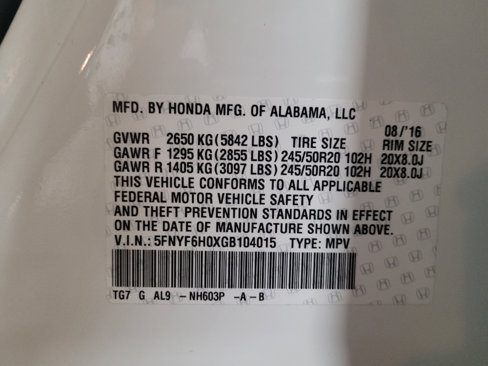 MFD. BY HONDA MFG. OF ALABAMA, LLC
08/'16
GVWR 2650 KG (5842 LBS) TIRE SIZE RIM SIZE
GAWR F 1295 KG (2855 LBS) 245/50R20 102H 20X8.0J
GAWR R 1405 KG (3097 LBS) 245/50R20 102H 20X8.0J
THIS VEHICLE CONFORMS TO ALL APPLICABLE
FEDERAL MOTOR VEHICLE SAFETY
AND THEFT PREVENTION STANDARDS IN EFFECT
ON THE DATE OF MANUFACTURE SHOWN ABOVE.
V.I.N.: 5FNYF6H0XGB104015 TYPE: MPV
TG7 G AL9 - NH603P - A - B